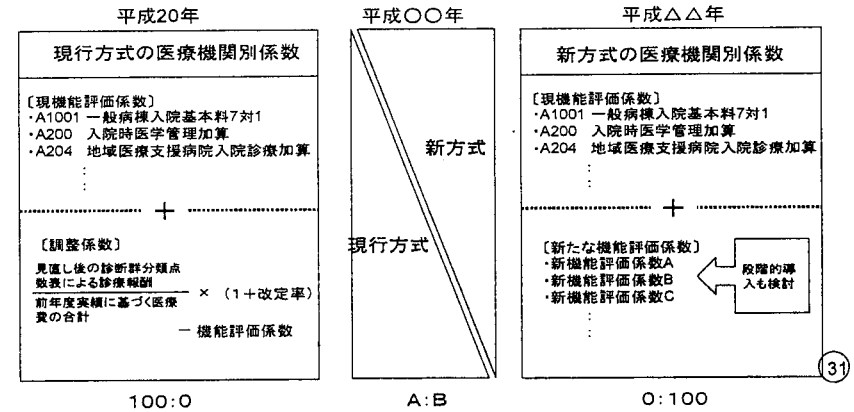 平成20年
現行方式の医療機関別係数
〔現機能評価係数〕
・A1001 一般病棟入院基本料7対1
・A200 入院時医学管理加算
・A204 地域医療支援病院入院診療加算
:
:
+
〔調整係数〕
見直し後の診断群分類点
数表による診療報酬
前年度実績に基づく医療
費の合計
× (1+改定率)
- 機能評価係数
100:0
平成〇〇年
新方式
現行方式
A:B
平成△△年
新方式の医療機関別係数
〔現機能評価係数〕
・A1001 一般病棟入院基本料7対1
・A200 入院時医学管理加算
・A204 地域医療支援病院入院診療加算
:
:
+
〔新たな機能評価係数〕
・新機能評価係数A
・新機能評価係数B
・新機能評価係数C
:
:
段階的導
入も検討
0:100
31